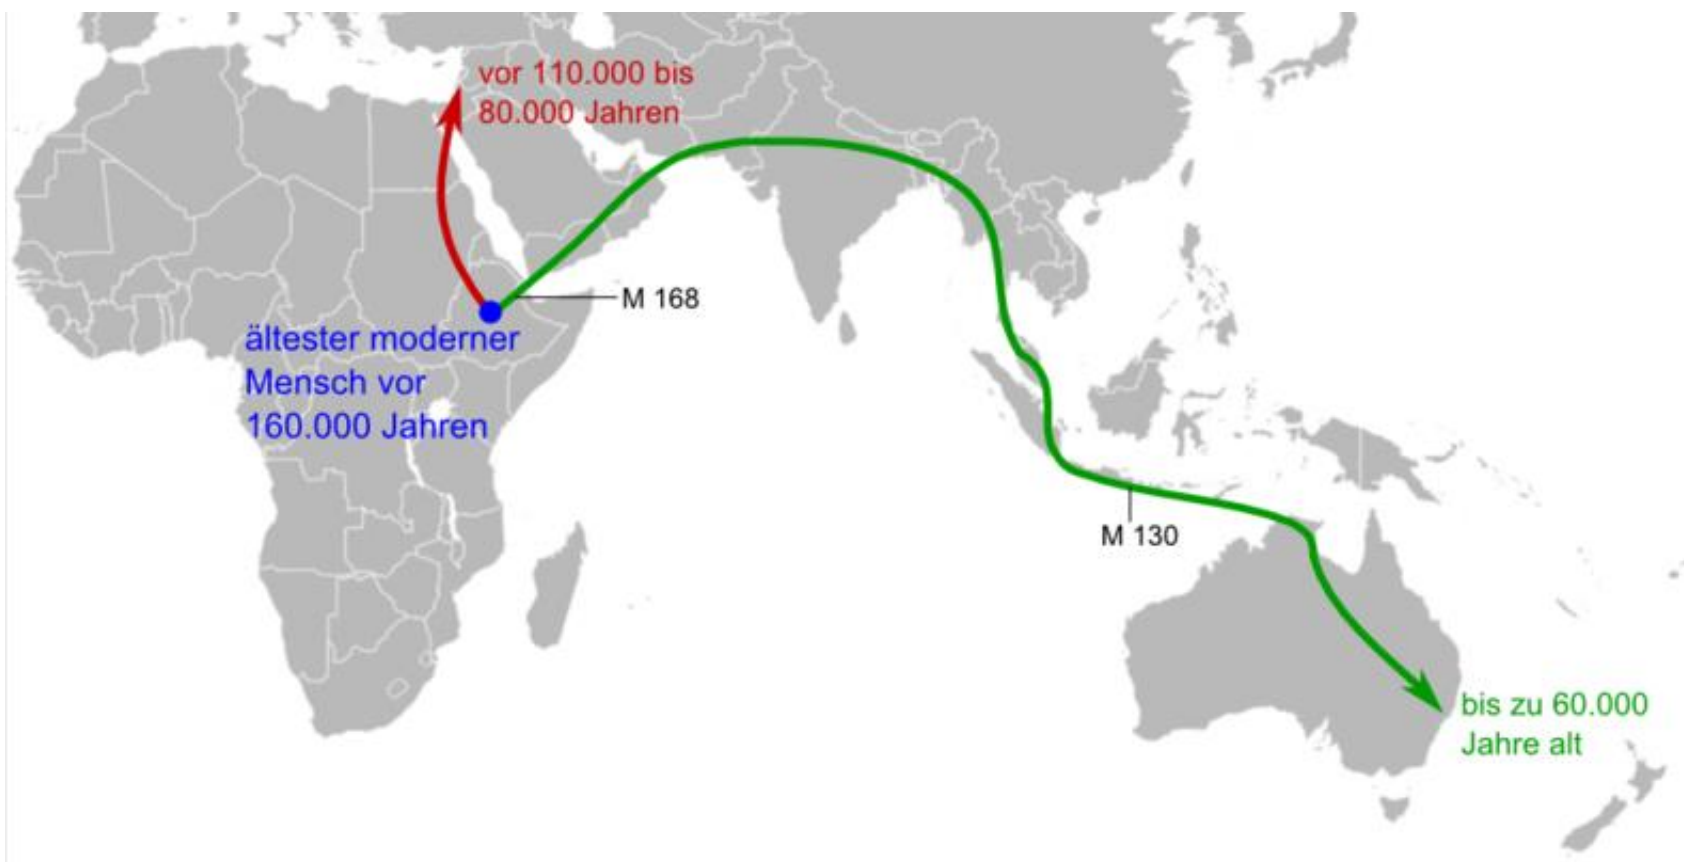 vor 110.000 bis
80.000 Jahren
M 168
ältester moderner
Mensch vor
160.000 Jahren
M 130
bis zu 60.000
Jahre alt